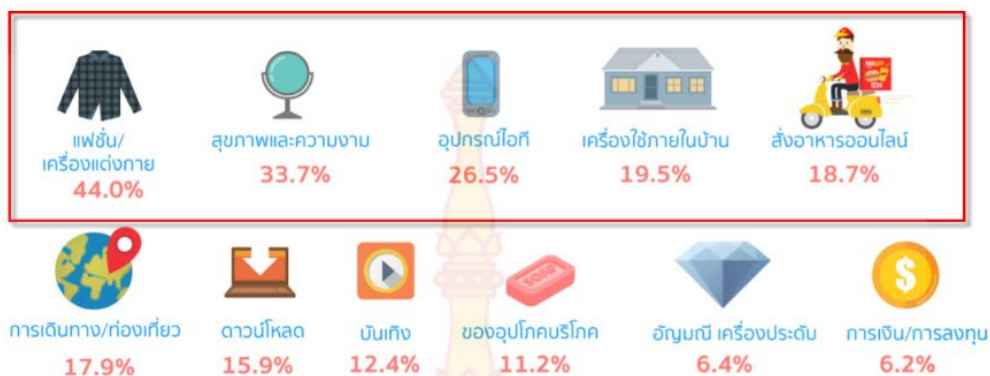 แฟชั่น/
เครื่องแต่งกาย
44.0%
สุขภาพและความงาม
33.7%
อุปกรณ์ไอที
26.5%
เครื่องใช้ภายในบ้าน
19.5%
สั่งอาหารออนไลน์
18.7%
การเดินทาง/ท่องเที่ยว
17.9%
ดาวน์โหลด
15.9%
บันเทิง
12.4%
SOAP
ของอุปโภคบริโภค
11.2%
อัญมณี เครื่องประดับ
6.4%
$
การเงิน/การลงทุน
6.2%